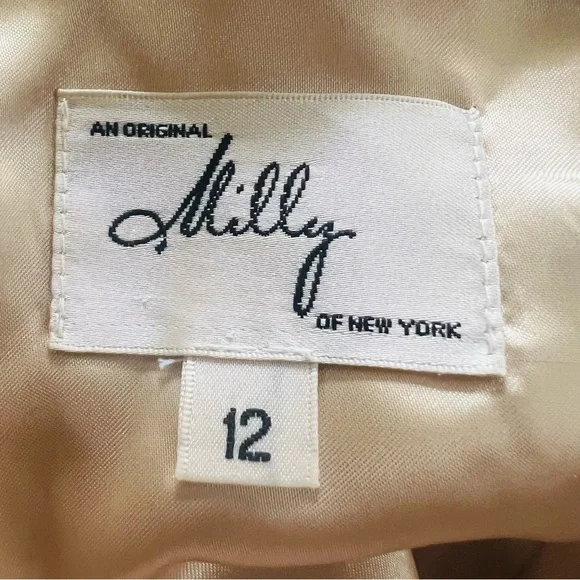 AN ORIGINAL
Milly
OF NEW YORK
12